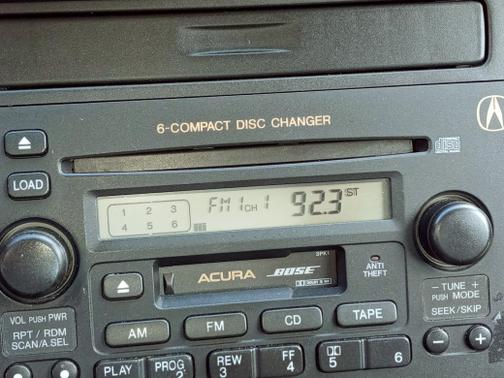 6-COMPACT DISC CHANGER
disc
LOAD
1 2 3
4 5 6
FM1 CH 1 92.3 ST
ACURA BOSE
ANTI
THEFT
VOL PUSH PWR
RPT / RDM
SCAN/A.SEL
AM FM CD TAPE
− TUNE +
PUSH MODE
SEEK/SKIP
− +
PLAY PROG 2 REW 3 FF 4 5 6